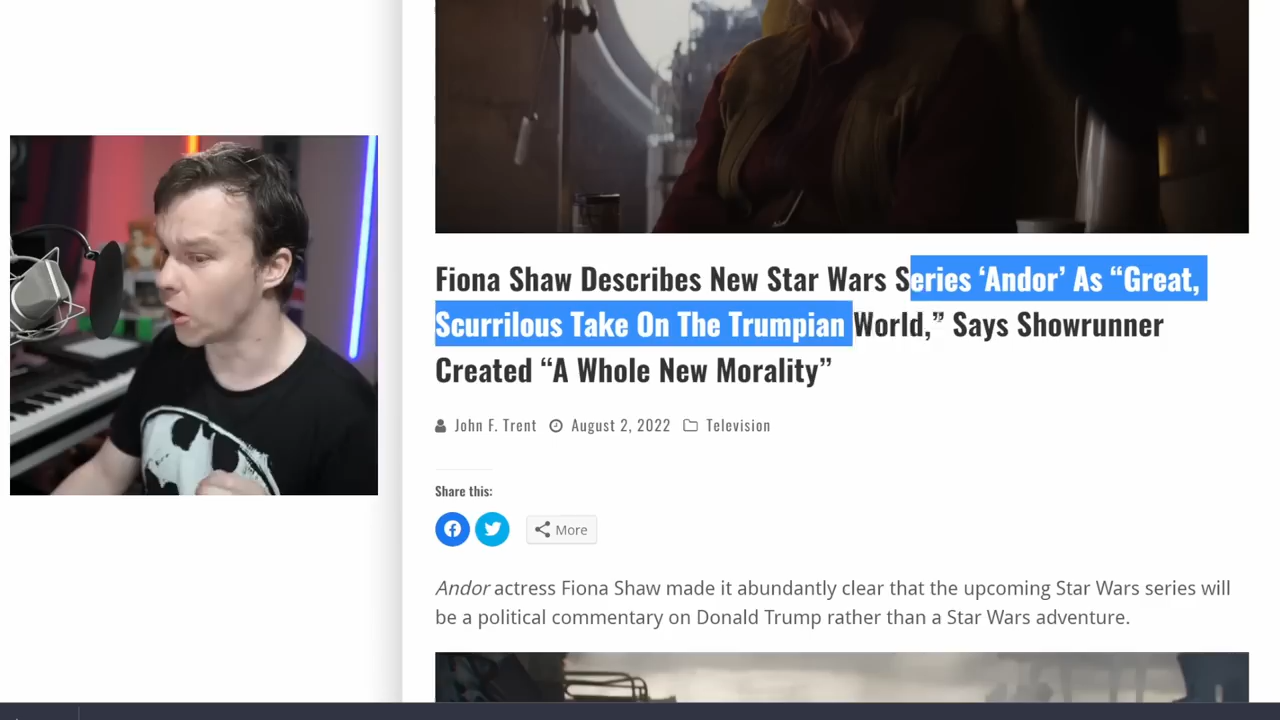 Fiona Shaw Describes New Star Wars Series ‘Andor’ As “Great,
Scurrilous Take On The Trumpian World,” Says Showrunner
Created “A Whole New Morality”
John F. Trent August 2, 2022 Television
Share this:
More
Andor actress Fiona Shaw made it abundantly clear that the upcoming Star Wars series will
be a political commentary on Donald Trump rather than a Star Wars adventure.